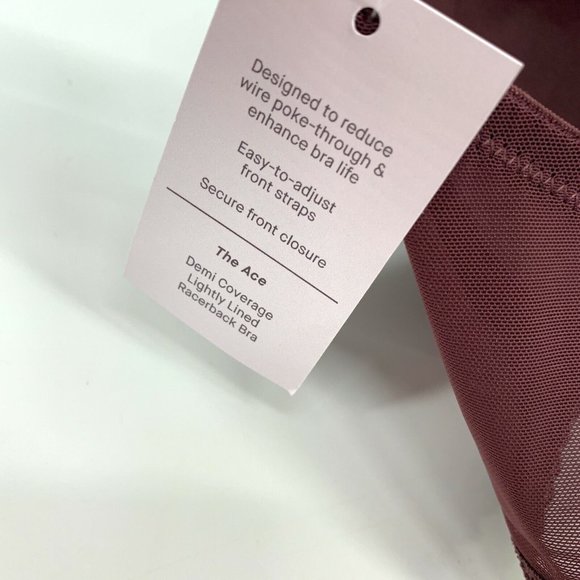 Designed to reduce
wire poke-through &
enhance bra life
Easy-to-adjust
front straps
Secure front closure
The Ace
Demi Coverage
Lightly Lined
Racerback Bra